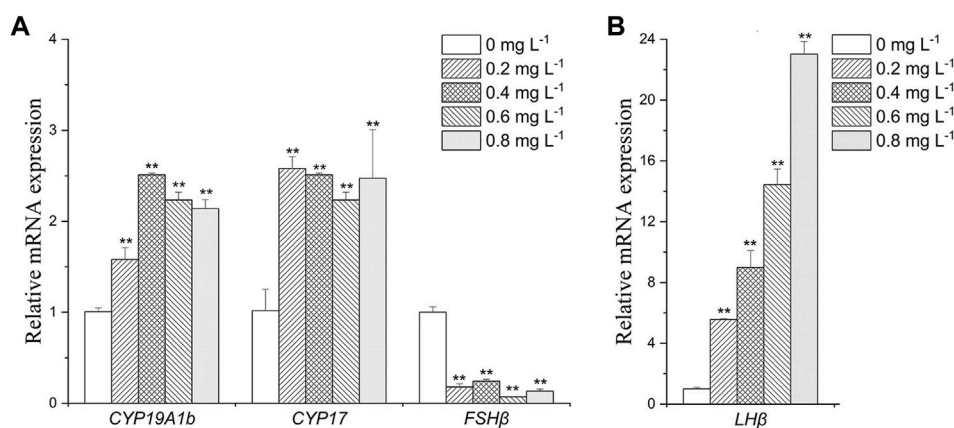 A
Relative mRNA expression
4
3
2
1
0
0 mg L⁻¹
0.2 mg L⁻¹
0.4 mg L⁻¹
0.6 mg L⁻¹
0.8 mg L⁻¹
** ** ** **
** ** ** **
** ** ** **
CYP19A1b CYP17 FSHβ
B
Relative mRNA expression
24
20
16
12
8
4
0
0 mg L⁻¹
0.2 mg L⁻¹
0.4 mg L⁻¹
0.6 mg L⁻¹
0.8 mg L⁻¹
** ** ** **
LHβ